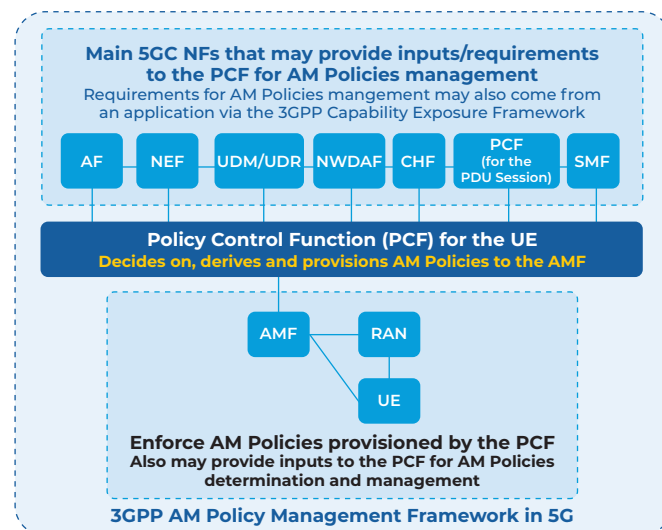 Main 5GC NFs that may provide inputs/requirements
to the PCF for AM Policies management
Requirements for AM Policies mangement may also come from
an application via the 3GPP Capability Exposure Framework
AF
NEF
UDM/UDR
NWDAF
CHF
PCF
(for the
PDU Session)
SMF
Policy Control Function (PCF) for the UE
Decides on, derives and provisions AM Policies to the AMF
AMF
RAN
UE
Enforce AM Policies provisioned by the PCF
Also may provide inputs to the PCF for AM Policies
determination and management
3GPP AM Policy Management Framework in 5G